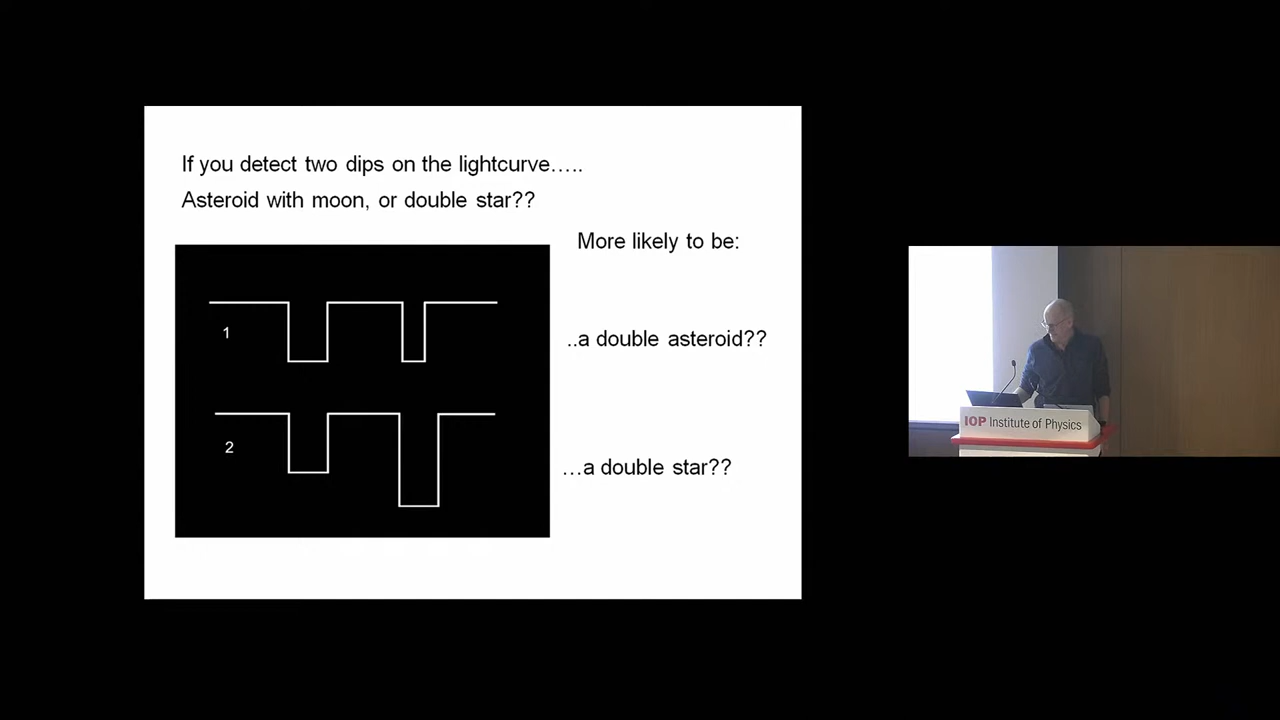 If you detect two dips on the lightcurve…..
Asteroid with moon, or double star??
More likely to be:
1
..a double asteroid??
2
…a double star??
IOP Institute of Physics